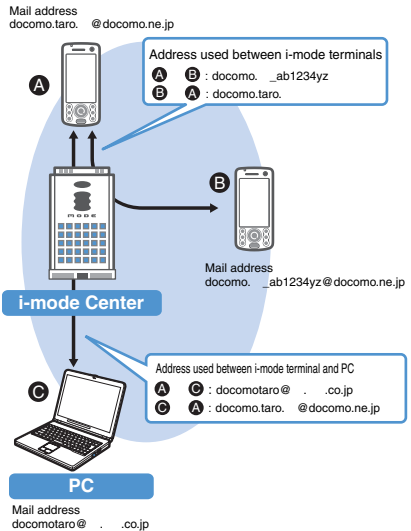 Mail address
docomo.taro. @docomo.ne.jp
Address used between i-mode terminals
A B : docomo. _ab1234yz
B A : docomo.taro.
A
B
MODE
Mail address
docomo. _ab1234yz@docomo.ne.jp
i-mode Center
Address used between i-mode terminal and PC
A C : docomotaro@ . .co.jp
C A : docomo.taro. @docomo.ne.jp
C
PC
Mail address
docomotaro@ . .co.jp